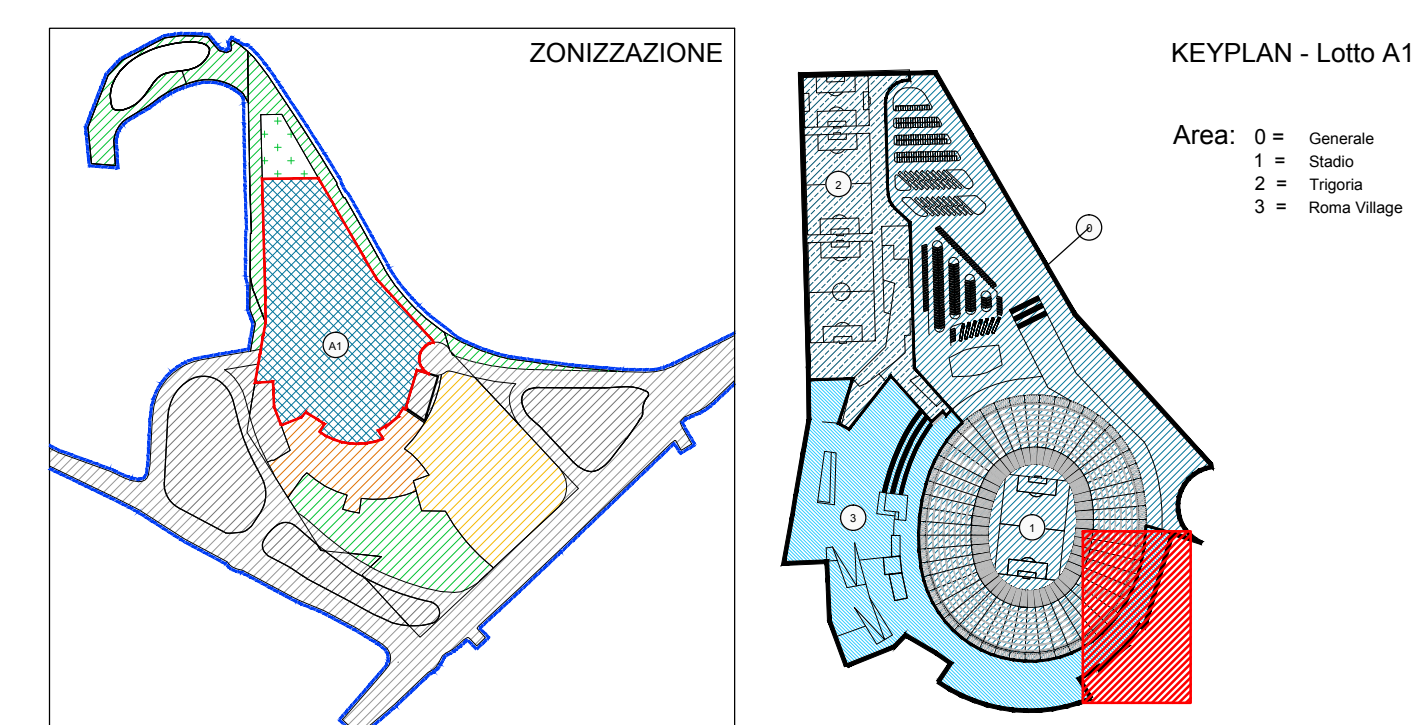 ZONIZZAZIONE
A1
KEYPLAN - Lotto A1
Area: 0 = Generale
1 = Stadio
2 = Trigoria
3 = Roma Village
2
0
3
1